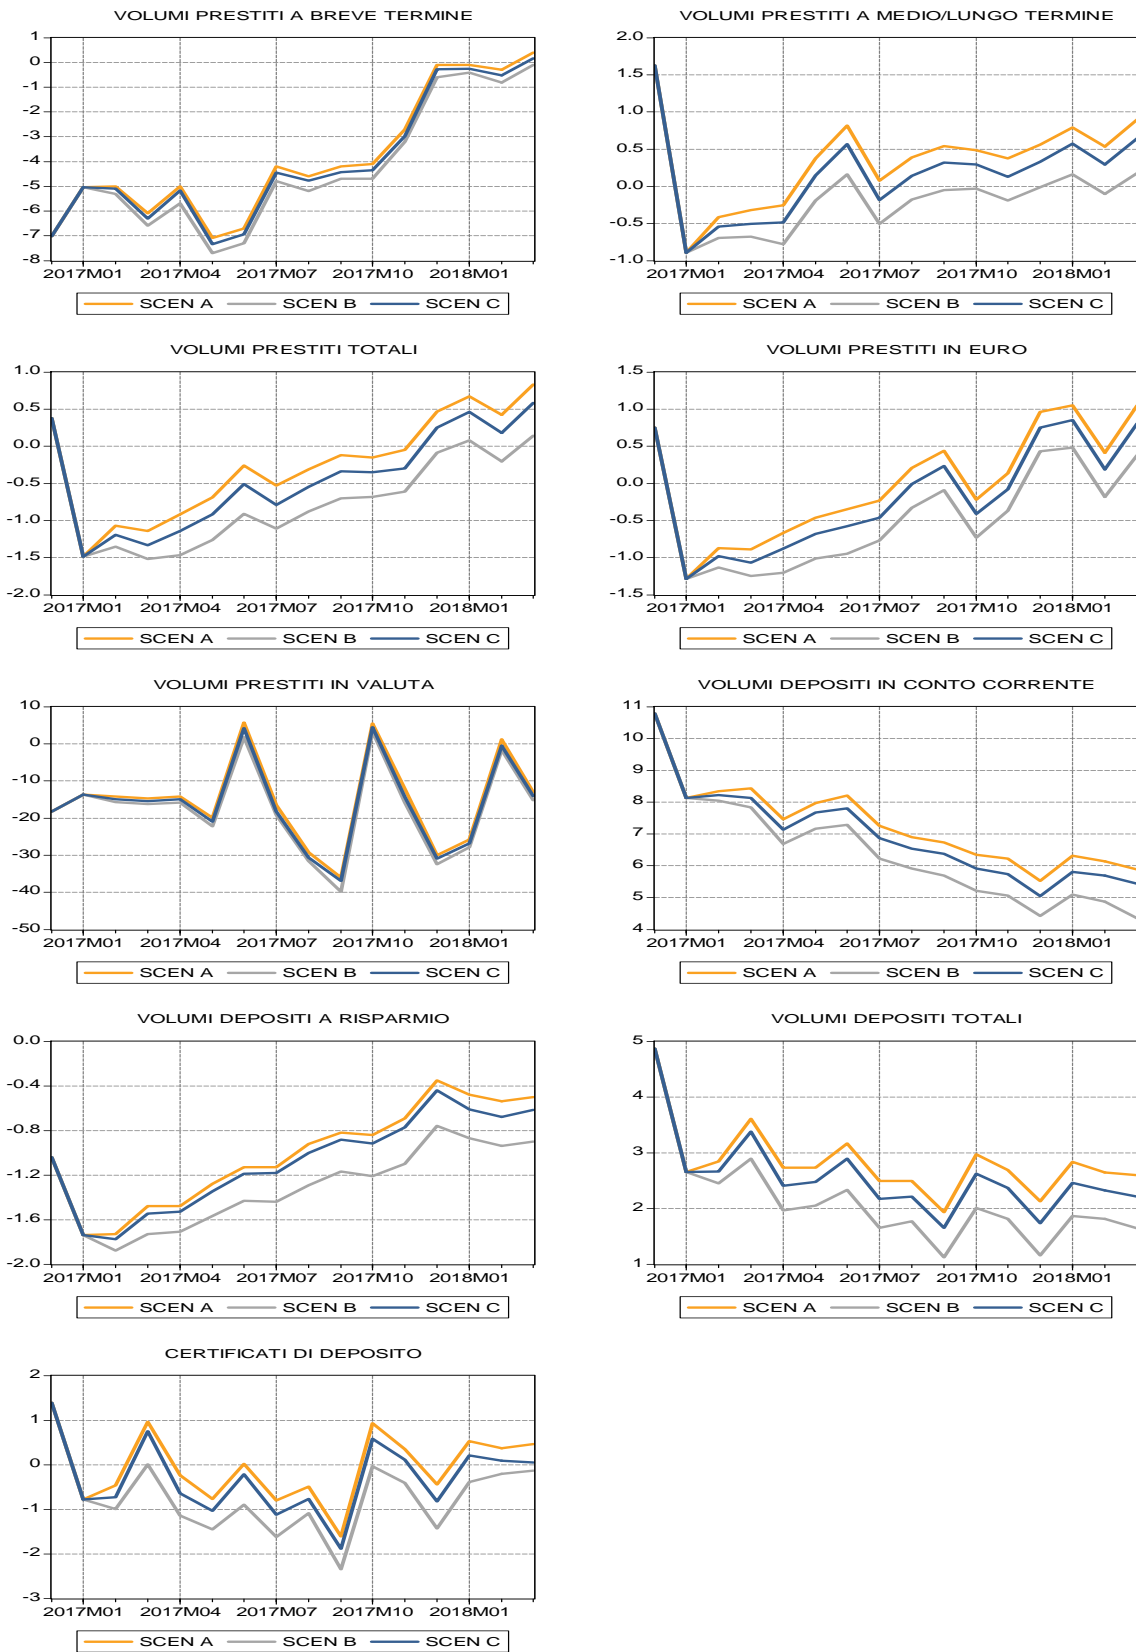 VOLUMI PRESTITI A BREVE TERMINE
1
0
-1
-2
-3
-4
-5
-6
-7
-8
2017M01 2017M04 2017M07 2017M10 2018M01
SCEN A SCEN B SCEN C
VOLUMI PRESTITI A MEDIO/LUNGO TERMINE
2.0
1.5
1.0
0.5
0.0
-0.5
-1.0
2017M01 2017M04 2017M07 2017M10 2018M01
SCEN A SCEN B SCEN C
VOLUMI PRESTITI TOTALI
1.0
0.5
0.0
-0.5
-1.0
-1.5
-2.0
2017M01 2017M04 2017M07 2017M10 2018M01
SCEN A SCEN B SCEN C
VOLUMI PRESTITI IN EURO
1.5
1.0
0.5
0.0
-0.5
-1.0
-1.5
2017M01 2017M04 2017M07 2017M10 2018M01
SCEN A SCEN B SCEN C
VOLUMI PRESTITI IN VALUTA
10
0
-10
-20
-30
-40
-50
2017M01 2017M04 2017M07 2017M10 2018M01
SCEN A SCEN B SCEN C
VOLUMI DEPOSITI IN CONTO CORRENTE
11
10
9
8
7
6
5
4
2017M01 2017M04 2017M07 2017M10 2018M01
SCEN A SCEN B SCEN C
VOLUMI DEPOSITI A RISPARMIO
0.0
-0.4
-0.8
-1.2
-1.6
-2.0
2017M01 2017M04 2017M07 2017M10 2018M01
SCEN A SCEN B SCEN C
VOLUMI DEPOSITI TOTALI
5
4
3
2
1
2017M01 2017M04 2017M07 2017M10 2018M01
SCEN A SCEN B SCEN C
CERTIFICATI DI DEPOSITO
2
1
0
-1
-2
-3
2017M01 2017M04 2017M07 2017M10 2018M01
SCEN A SCEN B SCEN C